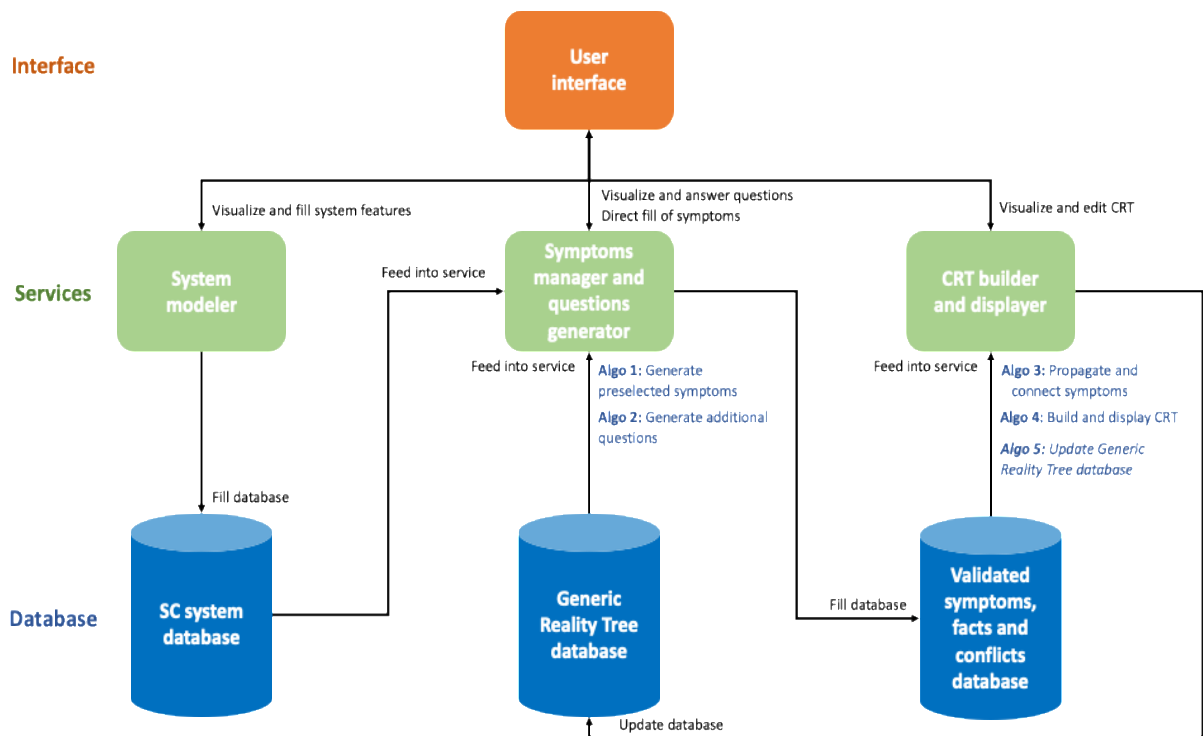 Interface
User
interface
Visualize and fill system features
Visualize and answer questions
Direct fill of symptoms
Visualize and edit CRT
Services
System
modeler
Feed into service
Symptoms
manager and
questions
generator
CRT builder
and displayer
Feed into service
Algo 1: Generate
preselected symptoms
Algo 2: Generate additional
questions
Feed into service
Algo 3: Propagate and
connect symptoms
Algo 4: Build and display CRT
Algo 5: Update Generic
Reality Tree database
Fill database
Database
SC system
database
Generic
Reality Tree
database
Fill database
Validated
symptoms,
facts and
conflicts
database
Update database